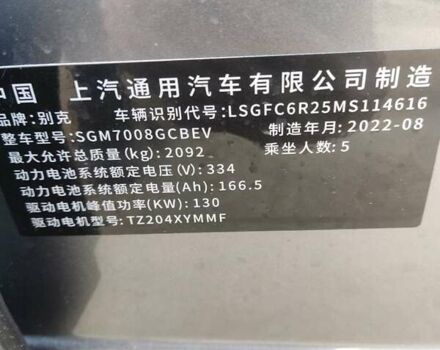 中国 上汽通用汽车有限公司制造
品牌:别克 车辆识别代号:LSGFC6R25MS114616
整车型号:SGM7008GCBEV 制造年月:2022-08
最大允许总质量(kg):2092 乘坐人数:5
动力电池系统额定电压(V):334
动力电池系统额定电量(Ah):166.5
驱动电机峰值功率(KW):130
驱动电机型号:TZ204XYMMF